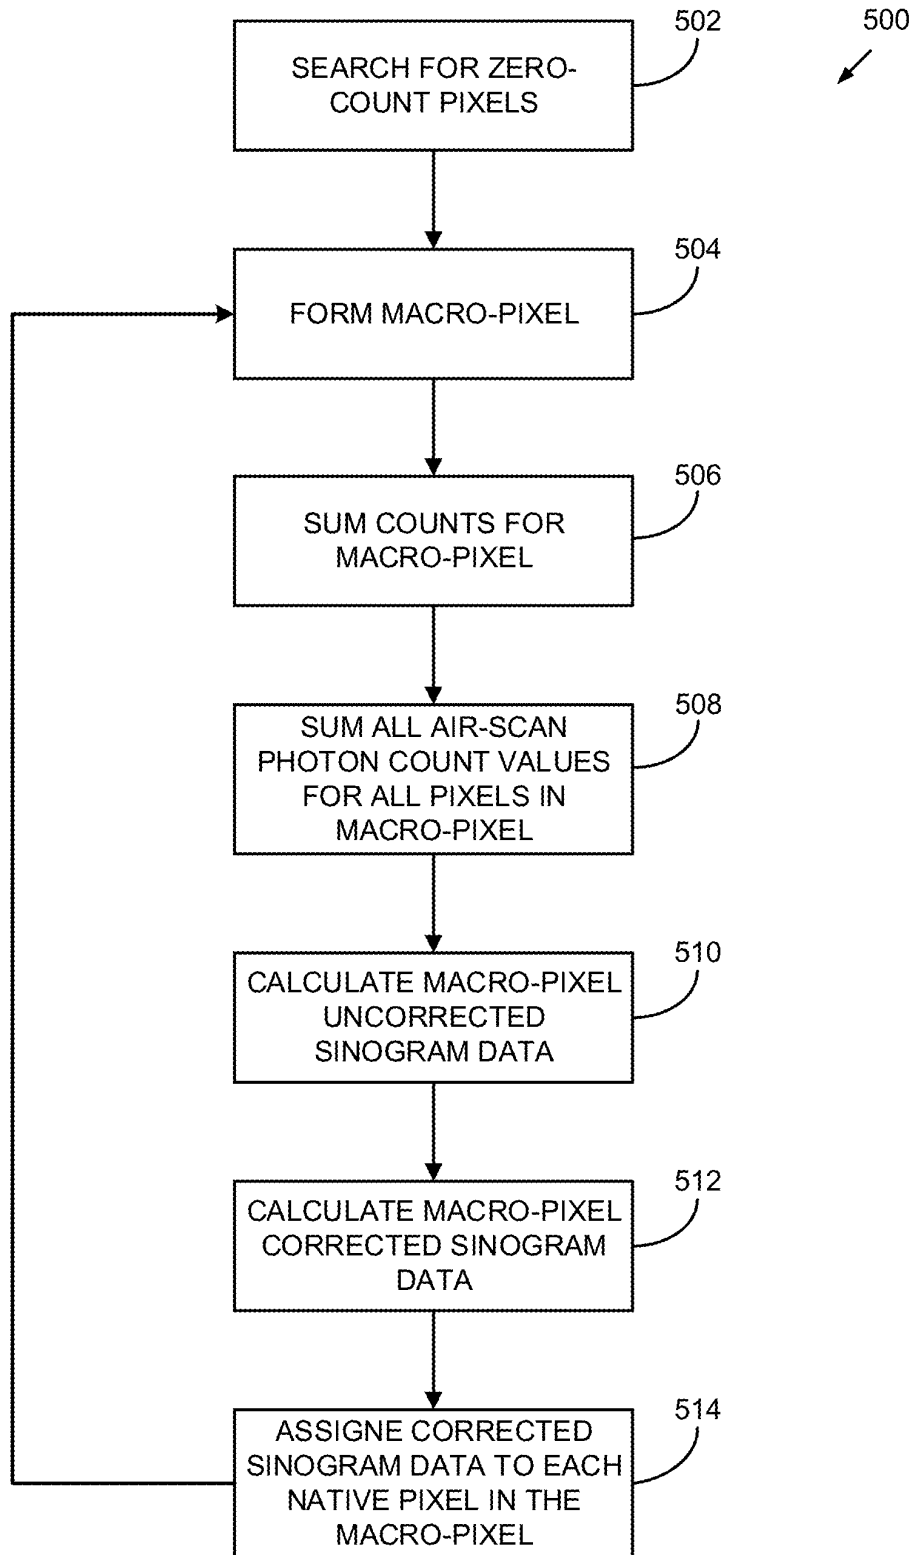 500
502
SEARCH FOR ZERO-
COUNT PIXELS
504
FORM MACRO-PIXEL
506
SUM COUNTS FOR
MACRO-PIXEL
508
SUM ALL AIR-SCAN
PHOTON COUNT VALUES
FOR ALL PIXELS IN
MACRO-PIXEL
510
CALCULATE MACRO-PIXEL
UNCORRECTED
SINOGRAM DATA
512
CALCULATE MACRO-PIXEL
CORRECTED SINOGRAM
DATA
514
ASSIGNE CORRECTED
SINOGRAM DATA TO EACH
NATIVE PIXEL IN THE
MACRO-PIXEL